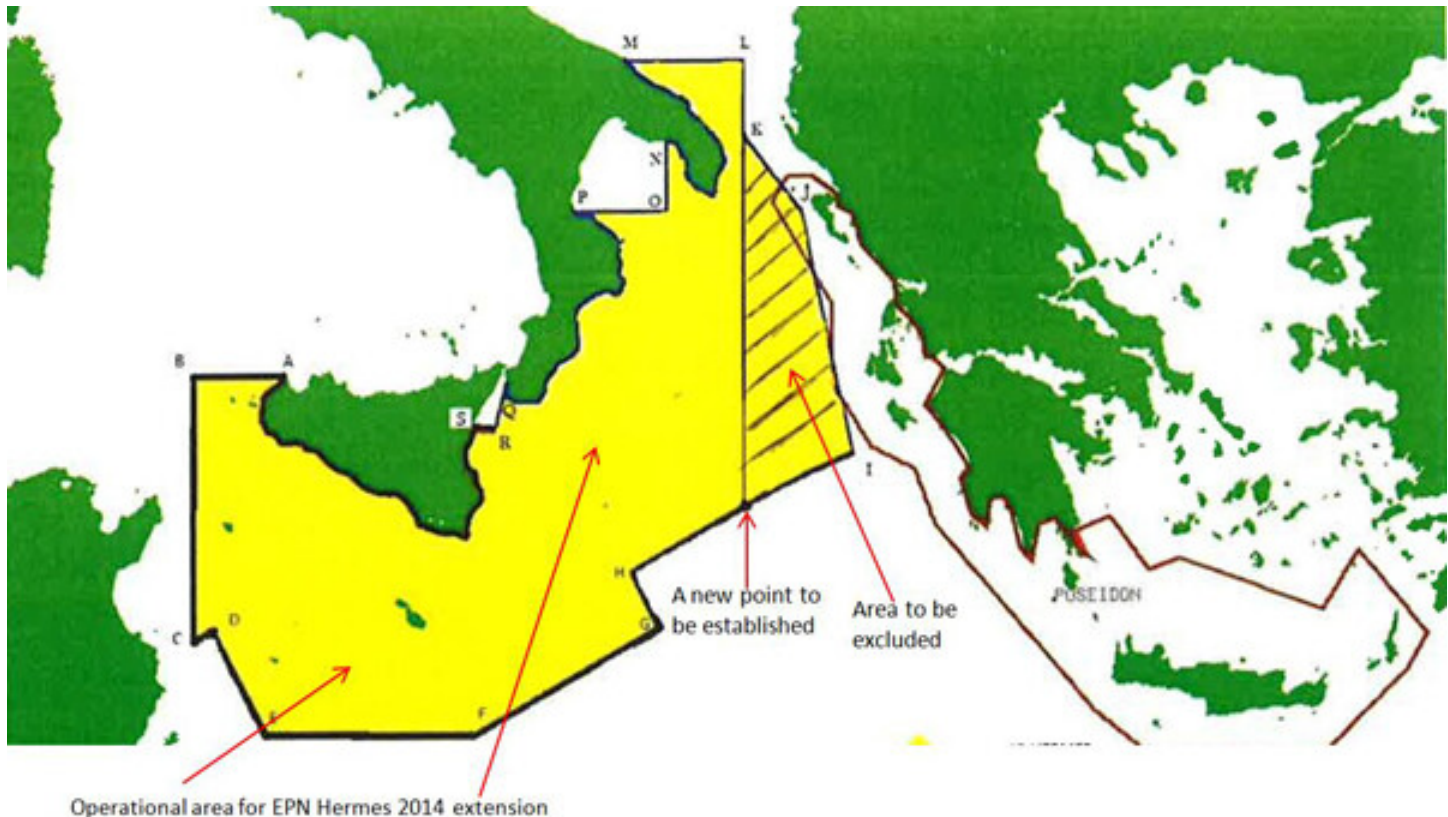 M
L
K
N
J
P
O
B
A
S
Q
R
I
H
A new point to
be established
Area to be
excluded
POSEIDON
G
D
C
E
F
Operational area for EPN Hermes 2014 extension